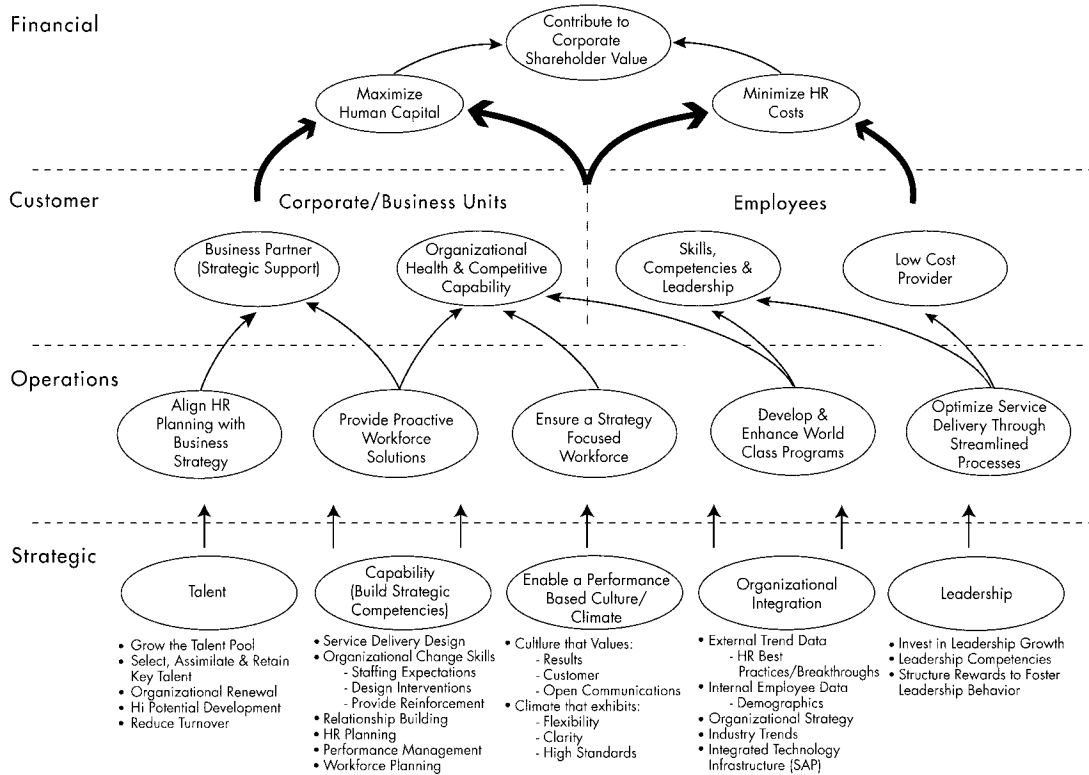 Financial
Contribute to
Corporate
Shareholder Value
Maximize
Human Capital
Minimize HR
Costs
Customer
Corporate/Business Units
Employees
Business Partner
(Strategic Support)
Organizational
Health & Competitive
Capability
Skills,
Competencies &
Leadership
Low Cost
Provider
Operations
Align HR
Planning with
Business
Strategy
Provide Proactive
Workforce
Solutions
Ensure a Strategy
Focused
Workforce
Develop &
Enhance World
Class Programs
Optimize Service
Delivery Through
Streamlined
Processes
Strategic
Talent
• Grow the Talent Pool
• Select, Assimilate & Retain
Key Talent
• Organizational Renewal
• Hi Potential Development
• Reduce Turnover
Capability
(Build Strategic
Competencies)
• Service Delivery Design
• Organizational Change Skills
- Staffing Expectations
- Design Interventions
- Provide Reinforcement
• Relationship Building
• HR Planning
• Performance Management
• Workforce Planning
Enable a Performance
Based Culture/
Climate
• Culture that Values:
- Results
- Customer
- Open Communications
• Climate that exhibits:
- Flexibility
- Clarity
- High Standards
Organizational
Integration
• External Trend Data
- HR Best
Practices/Breakthroughs
• Internal Employee Data
- Demographics
• Organizational Strategy
• Industry Trends
• Integrated Technology
Infrastructure (SAP)
Leadership
• Invest in Leadership Growth
• Leadership Competencies
• Structure Rewards to Foster
Leadership Behavior